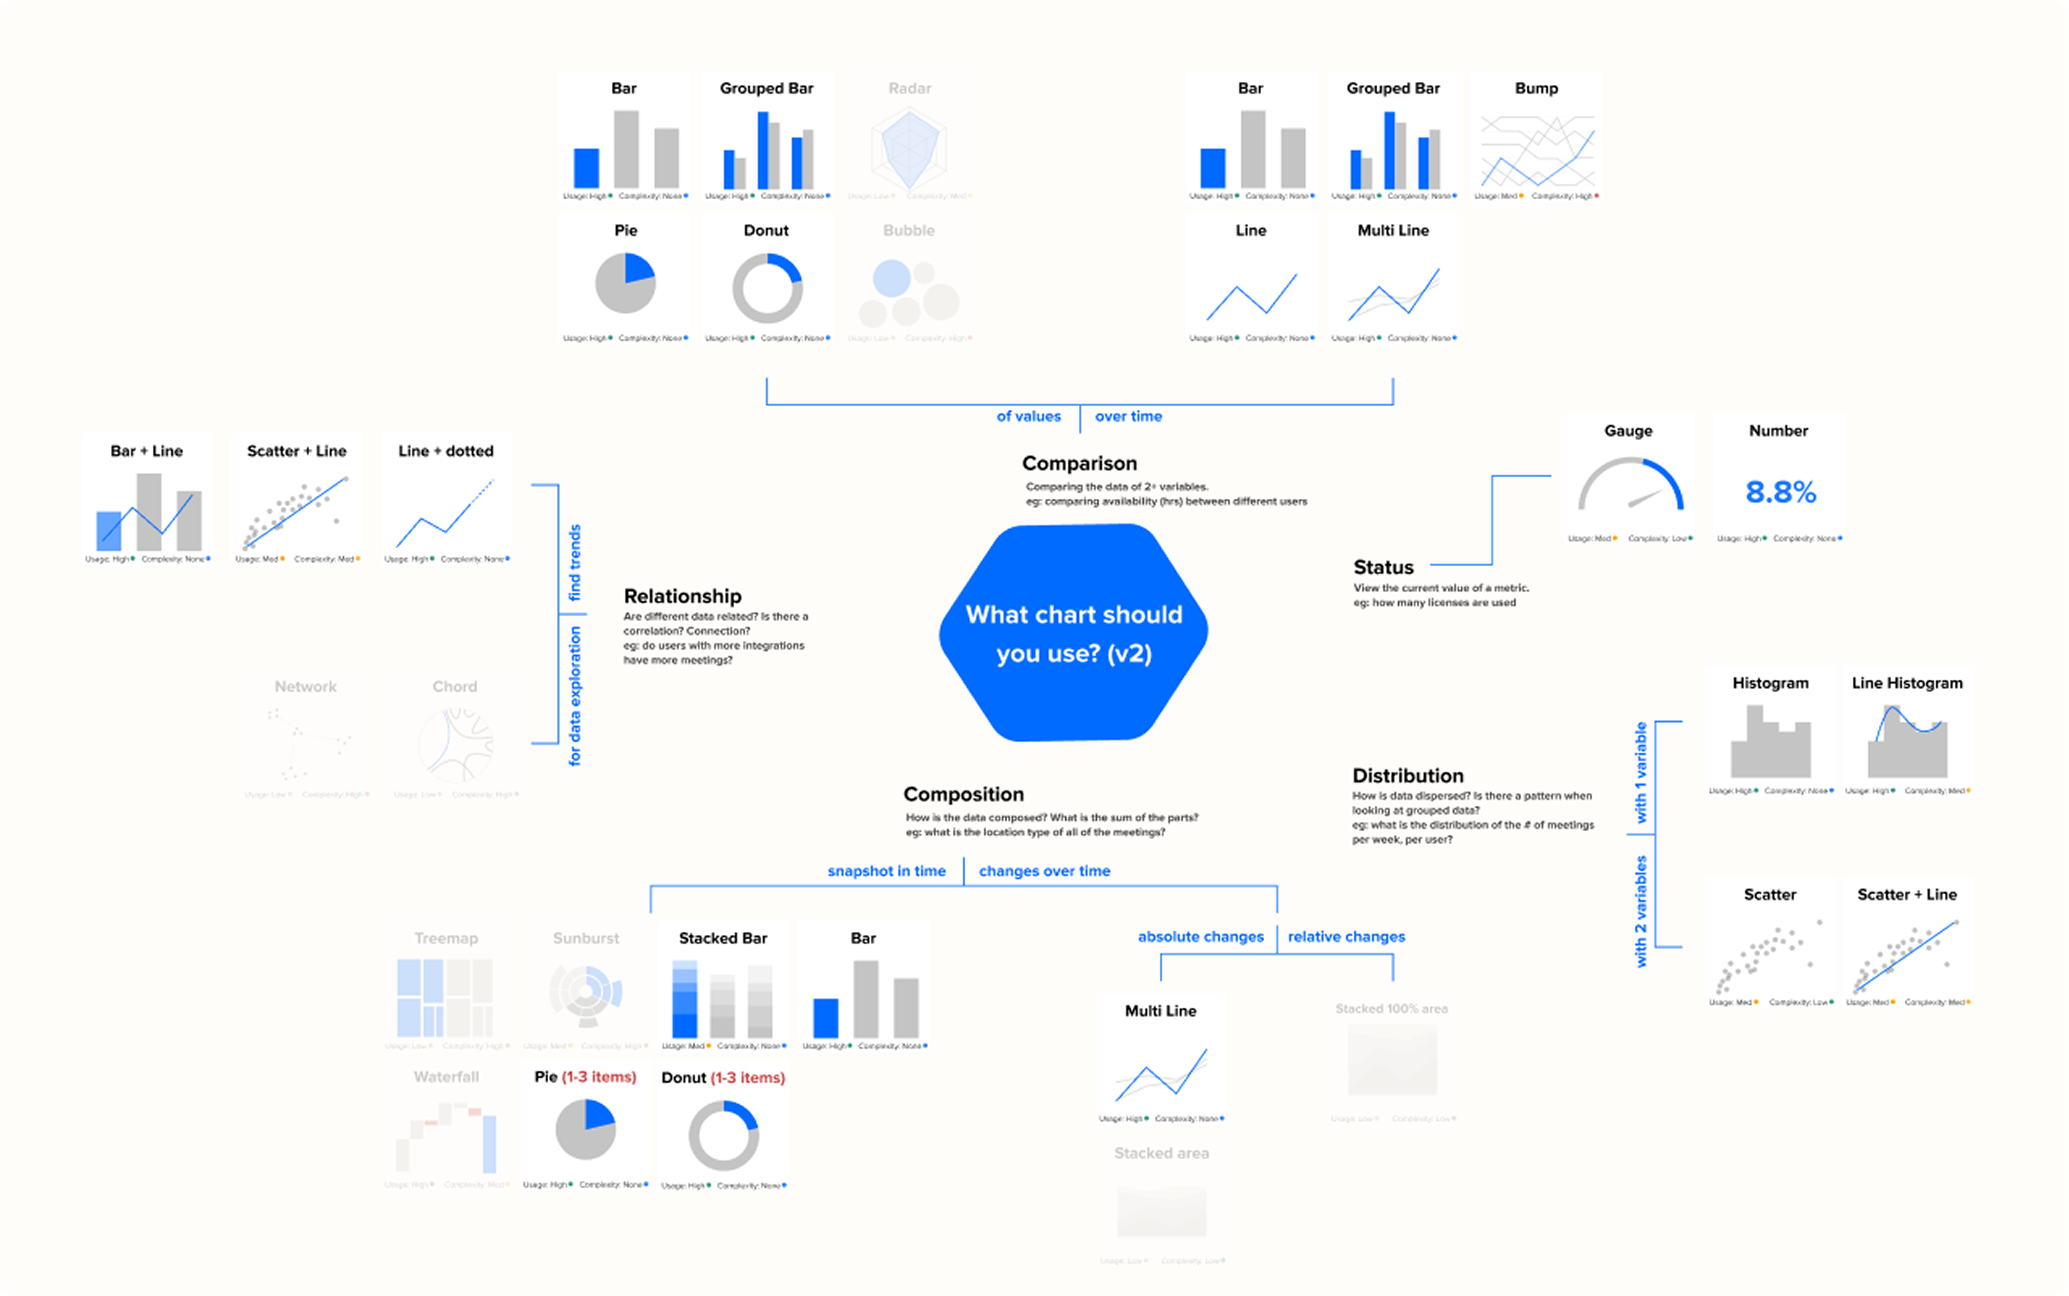 Bar
Grouped Bar
Radar
Usage: High Complexity: None
Usage: High Complexity: None
Usage: Low Complexity: Med
Pie
Donut
Bubble
Usage: High Complexity: None
Usage: High Complexity: None
Usage: Low Complexity: High
Bar
Grouped Bar
Bump
Usage: High Complexity: None
Usage: High Complexity: None
Usage: Med Complexity: High
Line
Multi Line
Usage: High Complexity: None
Usage: High Complexity: None
of values
over time
Comparison
Comparing the data of 2+ variables.
eg: comparing availability (hrs) between different users
Bar + Line
Scatter + Line
Line + dotted
Usage: High Complexity: None
Usage: Med Complexity: Med
Usage: High Complexity: None
find trends
for data exploration
Relationship
Are different data related? Is there a
correlation? Connection?
eg: do users with more integrations
have more meetings?
Network
Chord
Usage: Low Complexity: High
Usage: Low Complexity: High
What chart should
you use? (v2)
Gauge
Number
8.8%
Usage: Med Complexity: Low
Usage: High Complexity: None
Status
View the current value of a metric.
eg: how many licenses are used
Histogram
Line Histogram
Usage: High Complexity: None
Usage: High Complexity: Med
with 1 variable
with 2 variables
Distribution
How is data dispersed? Is there a pattern when
looking at grouped data?
eg: what is the distribution of the # of meetings
per week, per user?
Scatter
Scatter + Line
Usage: Med Complexity: Low
Usage: Med Complexity: Med
Composition
How is the data composed? What is the sum of the parts?
eg: what is the location type of all of the meetings?
snapshot in time
changes over time
Treemap
Sunburst
Stacked Bar
Bar
Usage: Low Complexity: High
Usage: Med Complexity: High
Usage: Med Complexity: None
Usage: High Complexity: None
Waterfall
Pie (1-3 items)
Donut (1-3 items)
Usage: High Complexity: Med
Usage: High Complexity: None
Usage: High Complexity: None
absolute changes
relative changes
Multi Line
Stacked 100% area
Usage: High Complexity: None
Usage: Low Complexity: Low
Stacked area
Usage: Low Complexity: Low